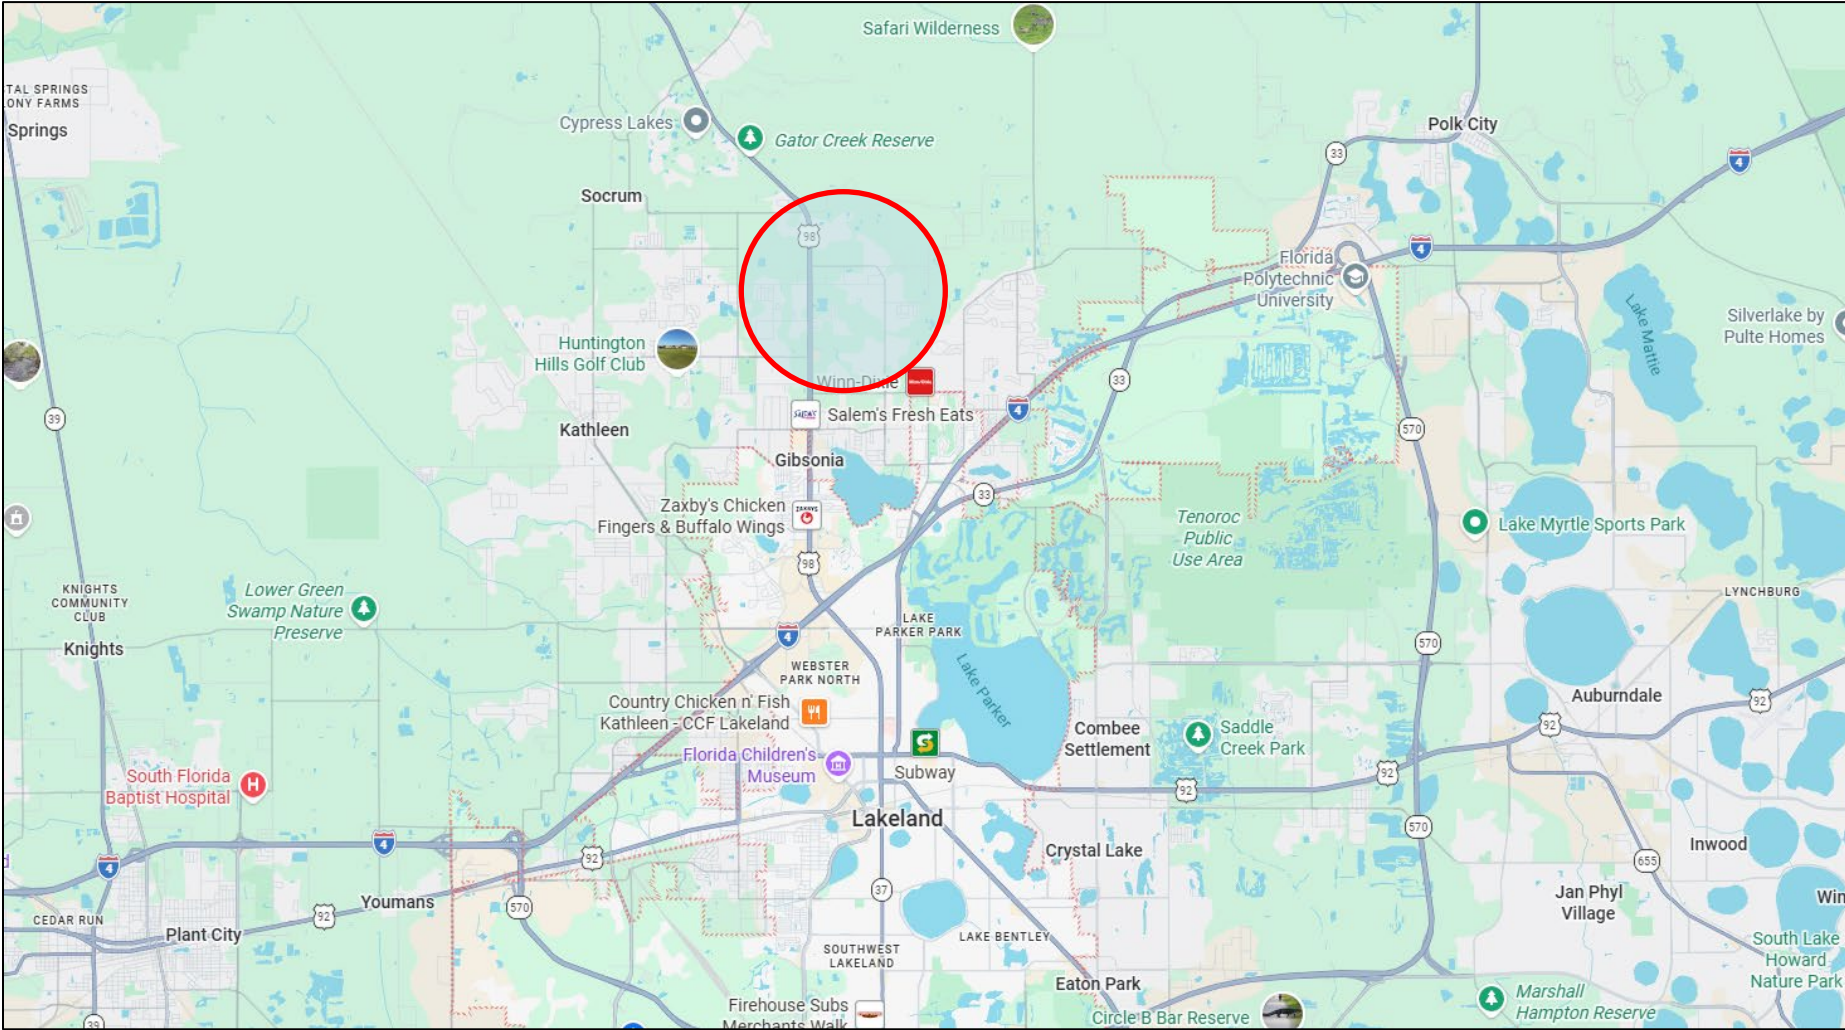 Safari Wilderness
TAL SPRINGS
ONY FARMS
Springs
Cypress Lakes
Gator Creek Reserve
Polk City
33
4
Socrum
98
4
Florida
Polytechnic
University
Lake Mattie
Silverlake by
Pulte Homes
Huntington
Hills Golf Club
Winn-Dixie
33
39
4
Salem's Fresh Eats
Kathleen
570
Gibsonia
33
Zaxby's Chicken
Fingers & Buffalo Wings
ZAXBYS
Tenoroc
Public
Use Area
Lake Myrtle Sports Park
98
KNIGHTS
COMMUNITY
CLUB
Lower Green
Swamp Nature
Preserve
LYNCHBURG
Knights
4
LAKE
PARKER PARK
570
WEBSTER
PARK NORTH
Lake Parker
Auburndale
92
Country Chicken n' Fish
Kathleen - CCF Lakeland
Combee
Settlement
Saddle
Creek Park
92
Florida Children's
Museum
Subway
92
South Florida
Baptist Hospital
H
92
Lakeland
570
4
4
92
Crystal Lake
Inwood
655
37
Youmans
Jan Phyl
Village
Win
CEDAR RUN
92
570
Plant City
SOUTHWEST
LAKELAND
LAKE BENTLEY
South Lake
Howard
Nature Park
Eaton Park
Firehouse Subs
Merchants Walk
Circle B Bar Reserve
Marshall
Hampton Reserve
39